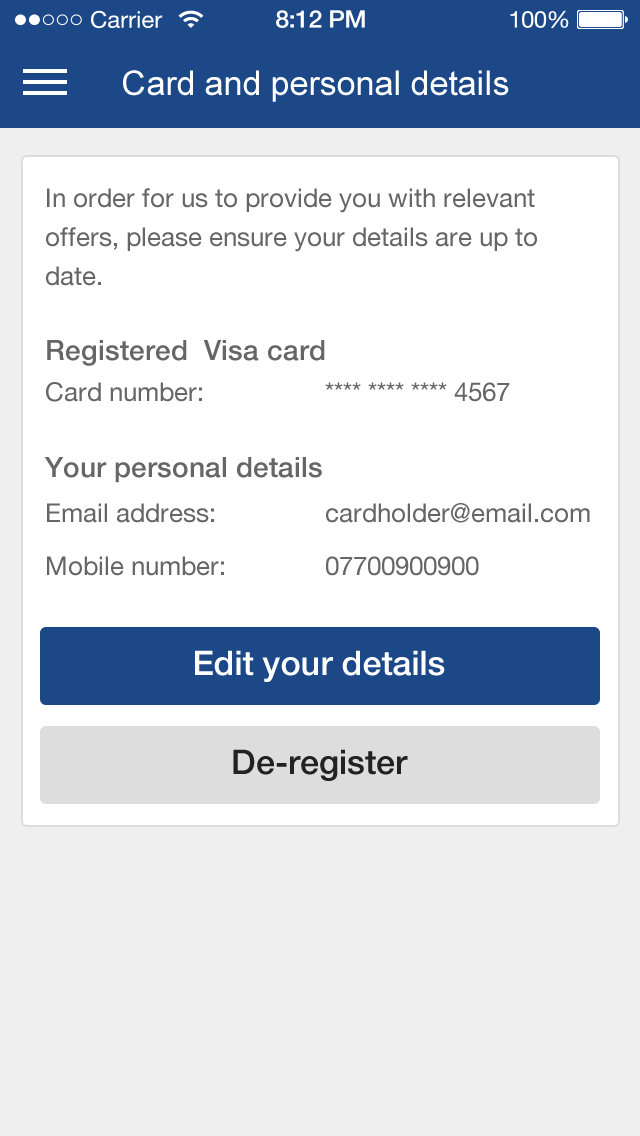 Carrier 8:12 PM 100%
Card and personal details
In order for us to provide you with relevant
offers, please ensure your details are up to
date.
Registered  Visa card
Card number: **** **** **** 4567
Your personal details
Email address: cardholder@email.com
Mobile number: 07700900900
Edit your details
De-register